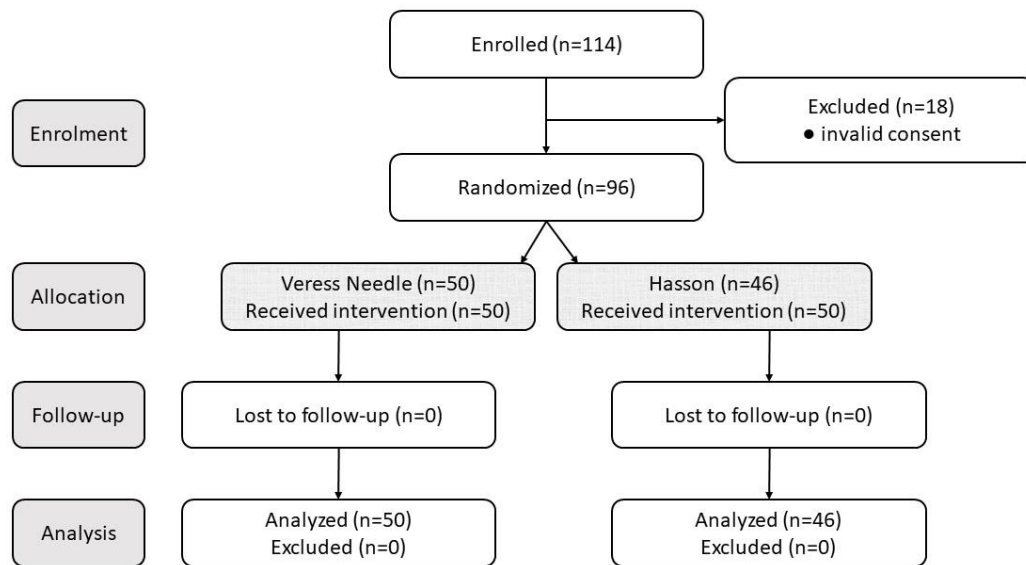 Enrolled (n=114)
Enrolment
Excluded (n=18)
● invalid consent
Randomized (n=96)
Allocation
Veress Needle (n=50)
Received intervention (n=50)
Hasson (n=46)
Received intervention (n=50)
Follow-up
Lost to follow-up (n=0)
Lost to follow-up (n=0)
Analysis
Analyzed (n=50)
Excluded (n=0)
Analyzed (n=46)
Excluded (n=0)